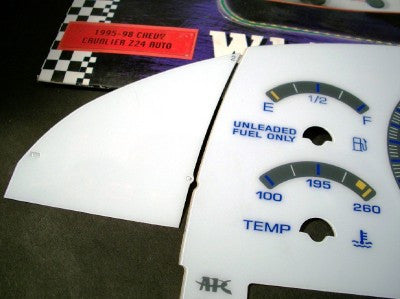 1995-98 CHEVY
CAVALIER Z24 AUTO
E 1/2 F
UNLEADED
FUEL ONLY
100 195 260
TEMP